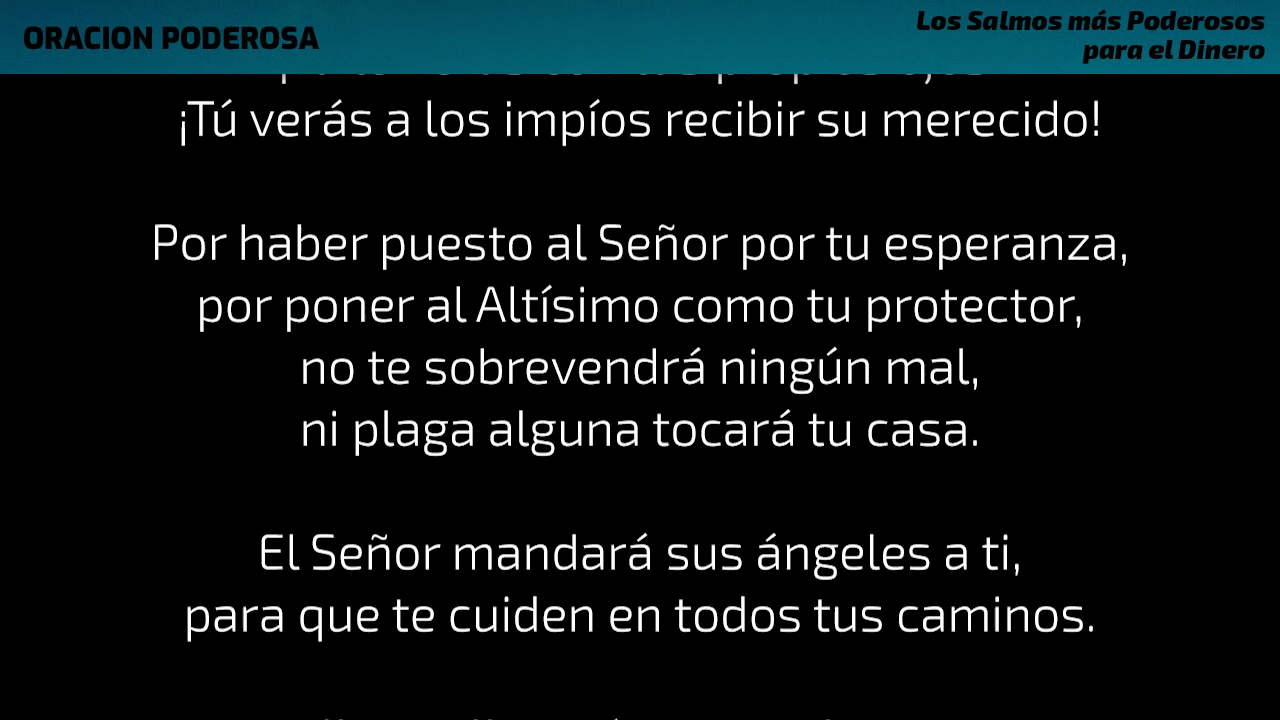 ORACION PODEROSA
Los Salmos más Poderosos
para el Dinero
¡Tú verás a los impíos recibir su merecido!
Por haber puesto al Señor por tu esperanza,
por poner al Altísimo como tu protector,
no te sobrevendrá ningún mal,
ni plaga alguna tocará tu casa.
El Señor mandará sus ángeles a ti,
para que te cuiden en todos tus caminos.